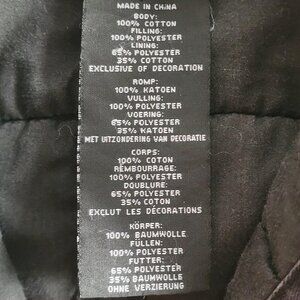 MADE IN CHINA
BODY:
100% COTTON
FILLING:
100% POLYESTER
LINING:
65% POLYESTER
35% COTTON
EXCLUSIVE OF DECORATION
ROMP:
100% KATOEN
VULLING:
100% POLYESTER
VOERING:
65% POLYESTER
35% KATOEN
MET UITZONDERING VAN DECORATIE
CORPS:
100% COTON
REMBOURRAGE:
100% POLYESTER
DOUBLURE:
65% POLYESTER
35% COTON
EXCLUT LES DÉCORATIONS
KÖRPER:
100% BAUMWOLLE
FÜLLEN:
100% POLYESTER
FUTTER:
65% POLYESTER
35% BAUMWOLLE
OHNE VERZIERUNG